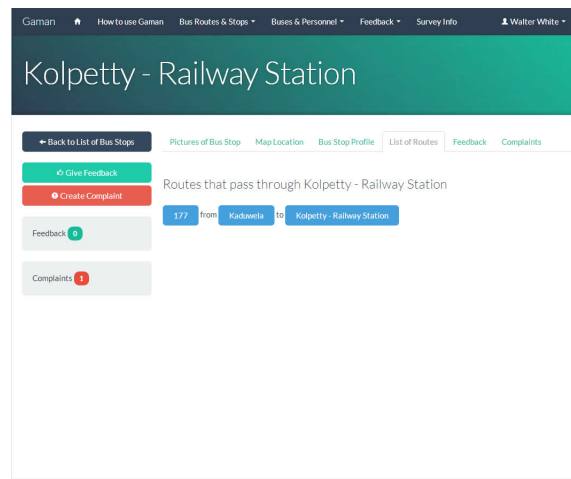 Gaman How to use Gaman Bus Routes & Stops Buses & Personnel Feedback Survey Info Walter White
Kolpetty - Railway Station
Back to List of Bus Stops
Give Feedback
Create Complaint
Feedback 0
Complaints 1
Pictures of Bus Stop Map Location Bus Stop Profile List of Routes Feedback Complaints
Routes that pass through Kolpetty - Railway Station
177 from Kaduwela to Kolpetty - Railway Station